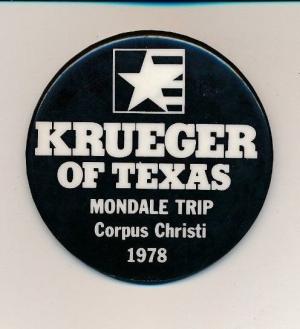 KRUEGER
OF TEXAS
MONDALE TRIP
Corpus Christi
1978